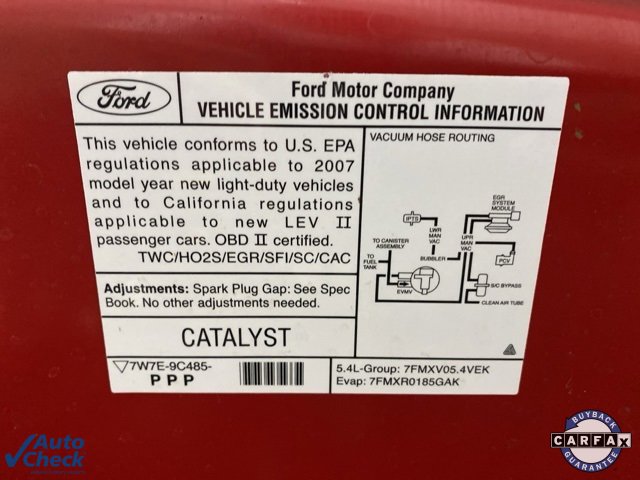 Ford
Ford Motor Company
VEHICLE EMISSION CONTROL INFORMATION
This vehicle conforms to U.S. EPA
regulations applicable to 2007
model year new light-duty vehicles
and to California regulations
applicable to new LEV II
passenger cars. OBD II certified.
TWC/HO2S/EGR/SFI/SC/CAC
Adjustments: Spark Plug Gap: See Spec
Book. No other adjustments needed.
CATALYST
7W7E-9C485-
PPP
VACUUM HOSE ROUTING
EGR
SYSTEM
MODULE
IPTS
LWR
MAN
VAC
UPR
MAN
VAC
TO CANISTER
ASSEMBLY
TO FUEL
TANK
BUBBLER
PCV
EVMV
S/C BYPASS
CLEAN AIR TUBE
5.4L-Group: 7FMXV05.4VEK
Evap: 7FMXR0185GAK
Auto
Check
BUYBACK
CARFAX
GUARANTEE